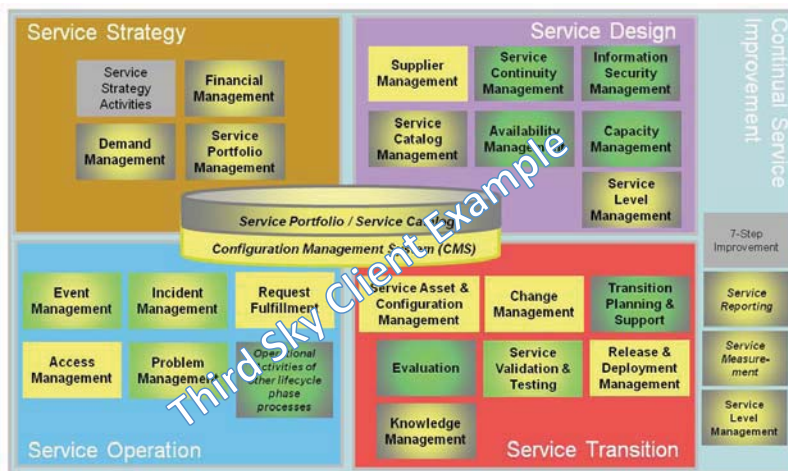 Service Strategy
Service
Strategy
Activities
Financial
Management
Demand
Management
Service
Portfolio
Management
Service Design
Supplier
Management
Service
Continuity
Management
Information
Security
Management
Service
Catalog
Management
Availability
Management
Capacity
Management
Service
Level
Management
Continual Service
Improvement
7-Step
Improvement
Service
Reporting
Service
Measure-
ment
Service
Level
Management
Service Portfolio / Service Catalog
Configuration Management System (CMS)
Event
Management
Incident
Management
Request
Fulfillment
Access
Management
Problem
Management
Operational
activities of
other lifecycle
phase
processes
Service Operation
Service Asset &
Configuration
Management
Change
Management
Transition
Planning &
Support
Evaluation
Service
Validation &
Testing
Release &
Deployment
Management
Knowledge
Management
Service Transition
Third Sky Client Example